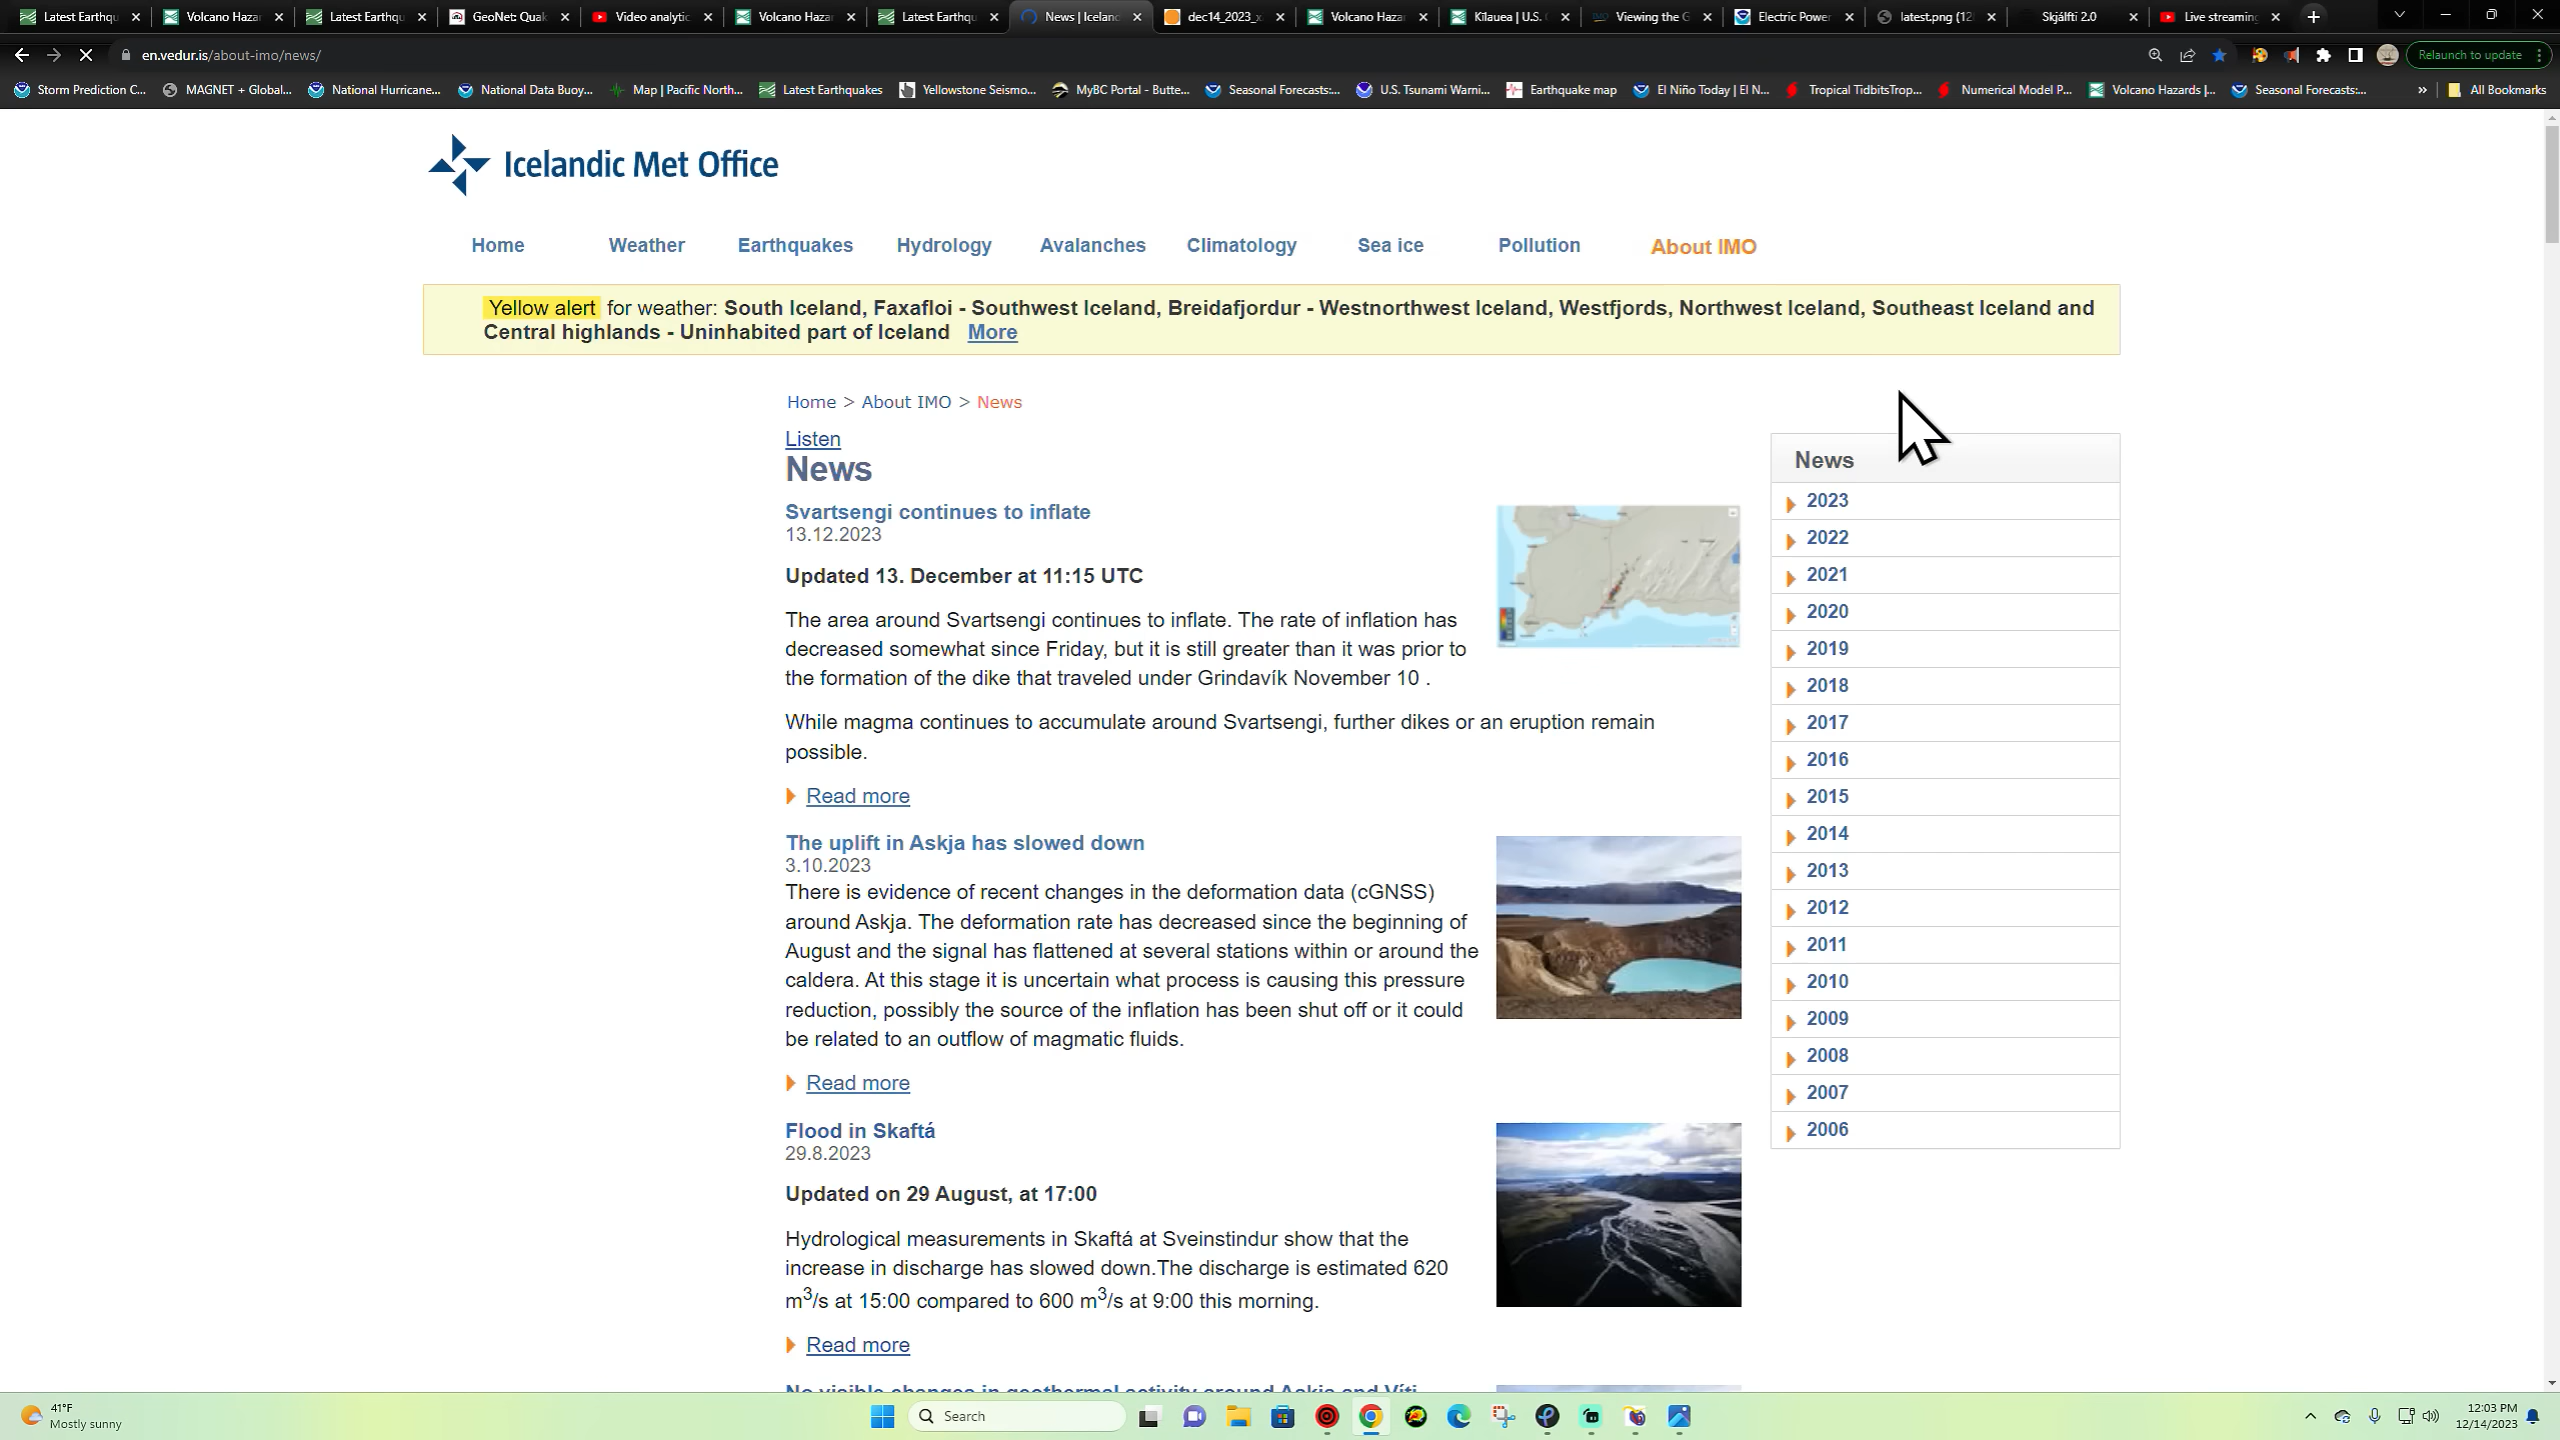 Latest Earthqu
Volcano Hazar
Latest Earthqu
GeoNet: Quak
Video analytic
Volcano Hazar
Latest Earthqu
News | Iceland
dec14_2023_x
Volcano Hazar
Kīlauea | U.S. G
Viewing the G
Electric Power
latest.png (12
Skjálfti 2.0
Live streaming
en.vedur.is/about-imo/news/
Relaunch to update
Storm Prediction C...
MAGNET + Global...
National Hurricane...
National Data Buoy...
Map | Pacific North...
Latest Earthquakes
Yellowstone Seismo...
MyBC Portal - Butte...
Seasonal Forecasts:...
U.S. Tsunami Warni...
Earthquake map
El Niño Today | El N...
Tropical TidbitsTrop...
Numerical Model P...
Volcano Hazards |...
Seasonal Forecasts:...
»
All Bookmarks
Icelandic Met Office
Home Weather Earthquakes Hydrology Avalanches Climatology Sea ice Pollution About IMO
Yellow alert for weather: South Iceland, Faxafloi - Southwest Iceland, Breidafjordur - Westnorthwest Iceland, Westfjords, Northwest Iceland, Southeast Iceland and
Central highlands - Uninhabited part of Iceland More
Home > About IMO > News
Listen
News
Svartsengi continues to inflate
13.12.2023
Updated 13. December at 11:15 UTC
The area around Svartsengi continues to inflate. The rate of inflation has
decreased somewhat since Friday, but it is still greater than it was prior to
the formation of the dike that traveled under Grindavík November 10 .
While magma continues to accumulate around Svartsengi, further dikes or an eruption remain
possible.
Read more
The uplift in Askja has slowed down
3.10.2023
There is evidence of recent changes in the deformation data (cGNSS)
around Askja. The deformation rate has decreased since the beginning of
August and the signal has flattened at several stations within or around the
caldera. At this stage it is uncertain what process is causing this pressure
reduction, possibly the source of the inflation has been shut off or it could
be related to an outflow of magmatic fluids.
Read more
Flood in Skaftá
29.8.2023
Updated on 29 August, at 17:00
Hydrological measurements in Skaftá at Sveinstindur show that the
increase in discharge has slowed down.The discharge is estimated 620
m³/s at 15:00 compared to 600 m³/s at 9:00 this morning.
Read more
No visible changes in geothermal activity around Askja and Víti
News
2023
2022
2021
2020
2019
2018
2017
2016
2015
2014
2013
2012
2011
2010
2009
2008
2007
2006
41°F
Mostly sunny
Search
12:03 PM
12/14/2023